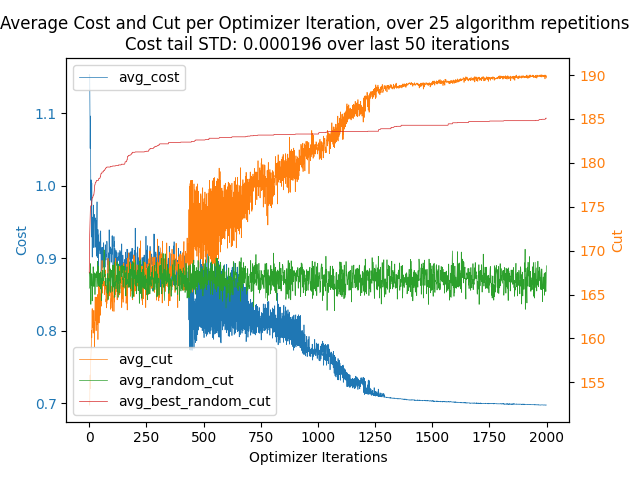 Average Cost and Cut per Optimizer Iteration, over 25 algorithm repetitions
Cost tail STD: 0.000196 over last 50 iterations
avg_cost
1.1
1.0
0.9
0.8
0.7
Cost
190
185
180
175
170
165
160
155
Cut
avg_cut
avg_random_cut
avg_best_random_cut
0
250
500
750
1000
1250
1500
1750
2000
Optimizer Iterations